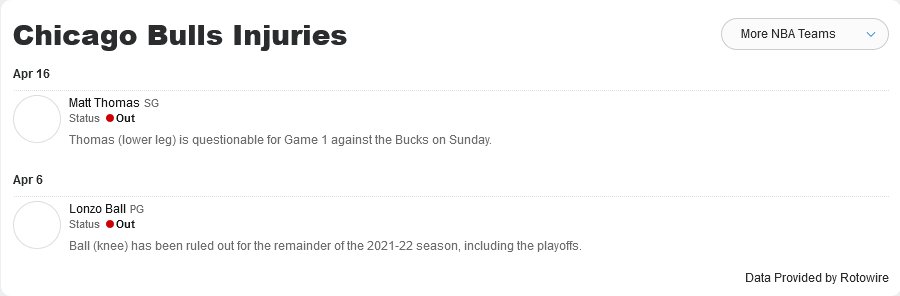 Chicago Bulls Injuries
More NBA Teams
Apr 16
Matt Thomas SG
Status Out
Thomas (lower leg) is questionable for Game 1 against the Bucks on Sunday.
Apr 6
Lonzo Ball PG
Status Out
Ball (knee) has been ruled out for the remainder of the 2021-22 season, including the playoffs.
Data Provided by Rotowire